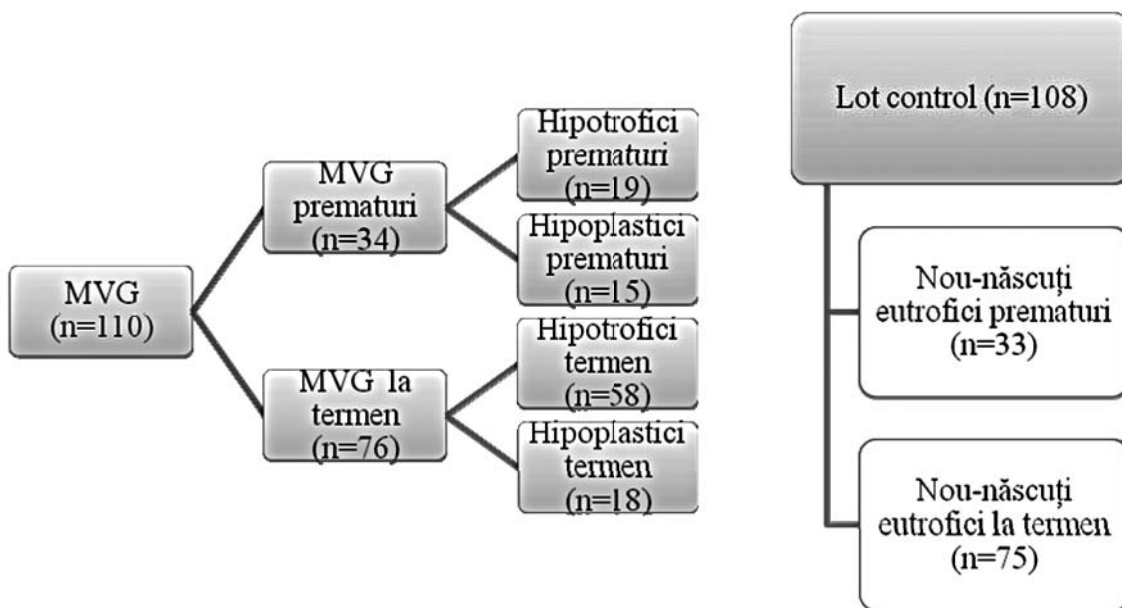 MVG
(n=110)
MVG
prematuri
(n=34)
MVG la
termen
(n=76)
Hipotrofici
prematuri
(n=19)
Hipoplastici
prematuri
(n=15)
Hipotrofici
termen
(n=58)
Hipoplastici
termen
(n=18)
Lot control (n=108)
Nou-născuți
eutrofici prematuri
(n=33)
Nou-născuți
eutrofici la termen
(n=75)